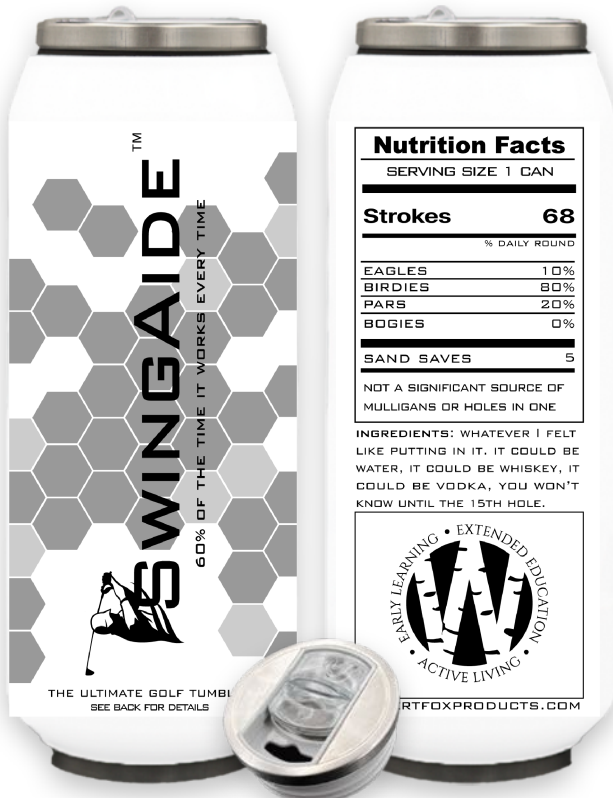 SWINGAIDE™
60% OF THE TIME IT WORKS EVERY TIME
THE ULTIMATE GOLF
SEE BACK FOR DETAILS
Nutrition Facts
SERVING SIZE 1 CAN
Strokes 68
% DAILY ROUND
EAGLES 10%
BIRDIES 80%
PARS 20%
BOGIES 0%
SAND SAVES 5
NOT A SIGNIFICANT SOURCE OF
MULLIGANS OR HOLES IN ONE
INGREDIENTS: WHATEVER I FELT
LIKE PUTTING IN IT. IT COULD BE
WATER, IT COULD BE WHISKEY, IT
COULD BE VODKA, YOU WON'T
KNOW UNTIL THE 15TH HOLE.
EARLY LEARNING • EXTENDED EDUCATION
• ACTIVE LIVING •